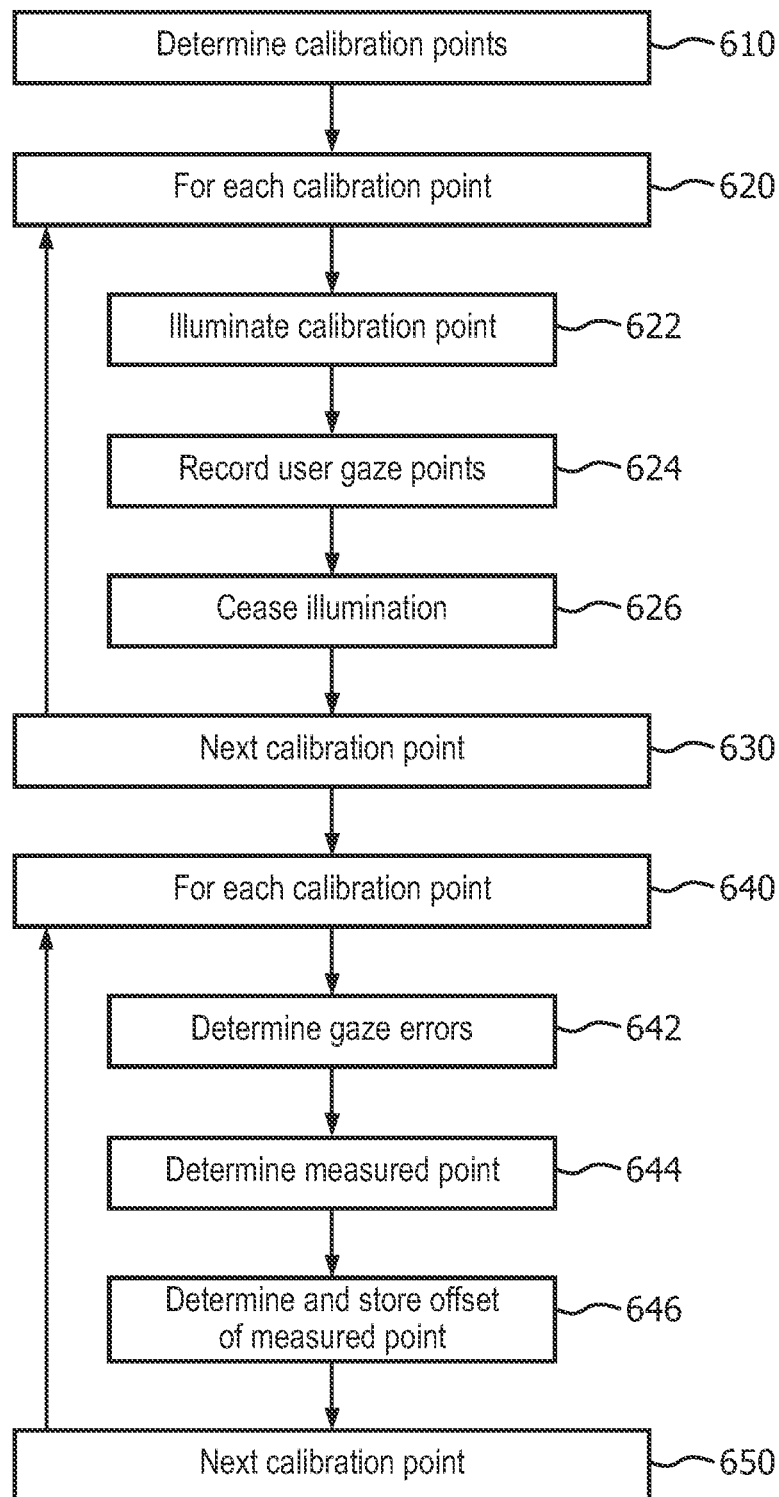 Determine calibration points 610
For each calibration point 620
Illuminate calibration point 622
Record user gaze points 624
Cease illumination 626
Next calibration point 630
For each calibration point 640
Determine gaze errors 642
Determine measured point 644
Determine and store offset
of measured point 646
Next calibration point 650